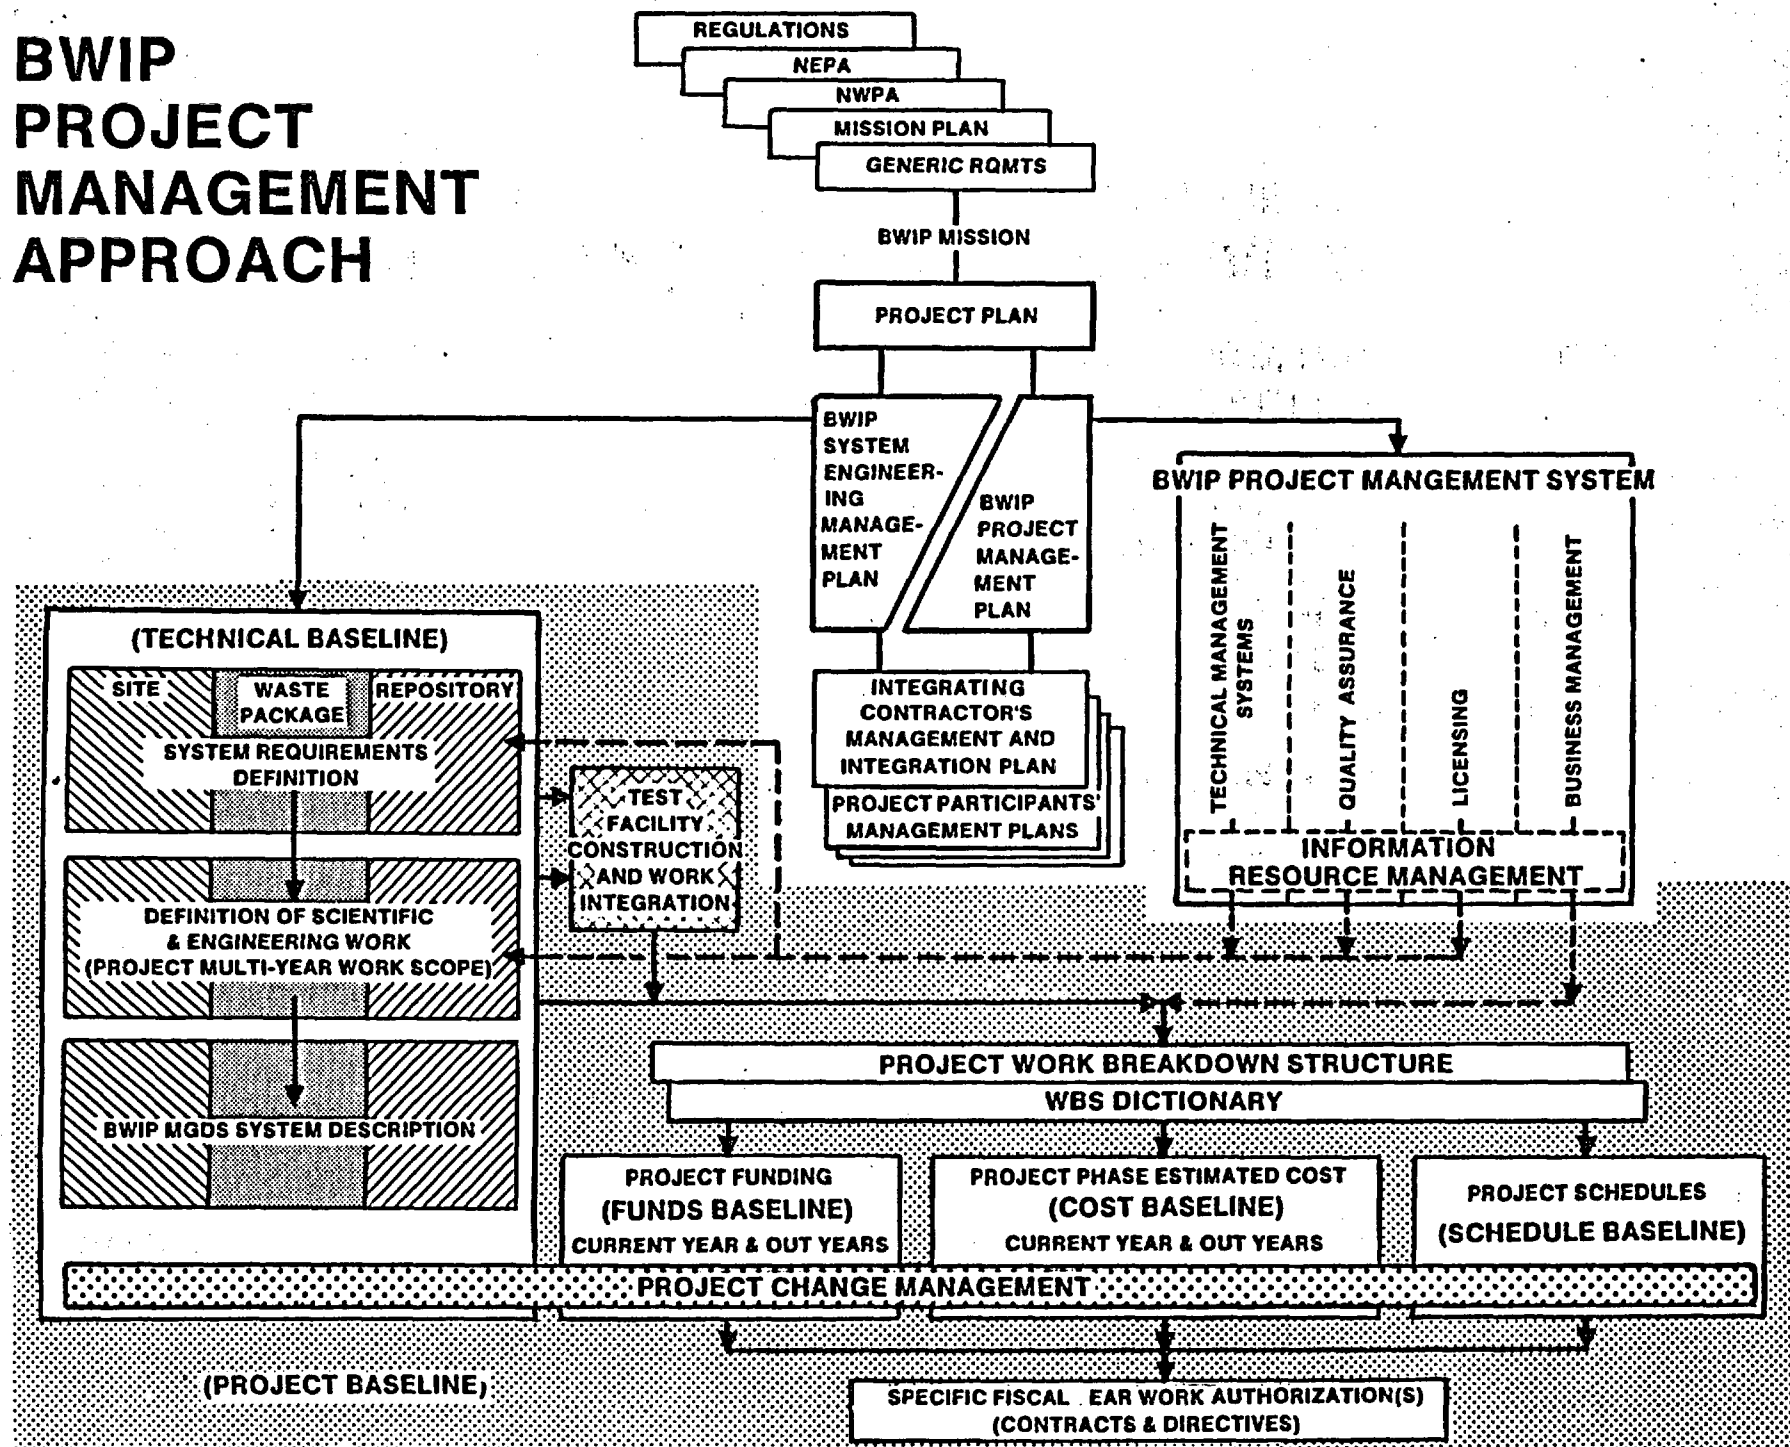 BWIP
PROJECT
MANAGEMENT
APPROACH
REGULATIONS
NEPA
NWPA
MISSION PLAN
GENERIC RQMTS
BWIP MISSION
PROJECT PLAN
BWIP
SYSTEM
ENGINEER-
ING
MANAGE-
MENT
PLAN
BWIP
PROJECT
MANAGE-
MENT
PLAN
INTEGRATING
CONTRACTOR'S
MANAGEMENT AND
INTEGRATION PLAN
PROJECT PARTICIPANTS'
MANAGEMENT PLANS
BWIP PROJECT MANGEMENT SYSTEM
TECHNICAL MANAGEMENT
SYSTEMS
QUALITY ASSURANCE
LICENSING
BUSINESS MANAGEMENT
INFORMATION
RESOURCE MANAGEMENT
(TECHNICAL BASELINE)
SITE
WASTE
PACKAGE
REPOSITORY
SYSTEM REQUIREMENTS
DEFINITION
DEFINITION OF SCIENTIFIC
& ENGINEERING WORK
(PROJECT MULTI-YEAR WORK SCOPE)
BWIP MGDS SYSTEM DESCRIPTION
TEST
FACILITY
CONSTRUCTION
AND WORK
INTEGRATION
PROJECT WORK BREAKDOWN STRUCTURE
WBS DICTIONARY
PROJECT FUNDING
(FUNDS BASELINE)
CURRENT YEAR & OUT YEARS
PROJECT PHASE ESTIMATED COST
(COST BASELINE)
CURRENT YEAR & OUT YEARS
PROJECT SCHEDULES
(SCHEDULE BASELINE)
PROJECT CHANGE MANAGEMENT
(PROJECT BASELINE)
SPECIFIC FISCAL EAR WORK AUTHORIZATION(S)
(CONTRACTS & DIRECTIVES)